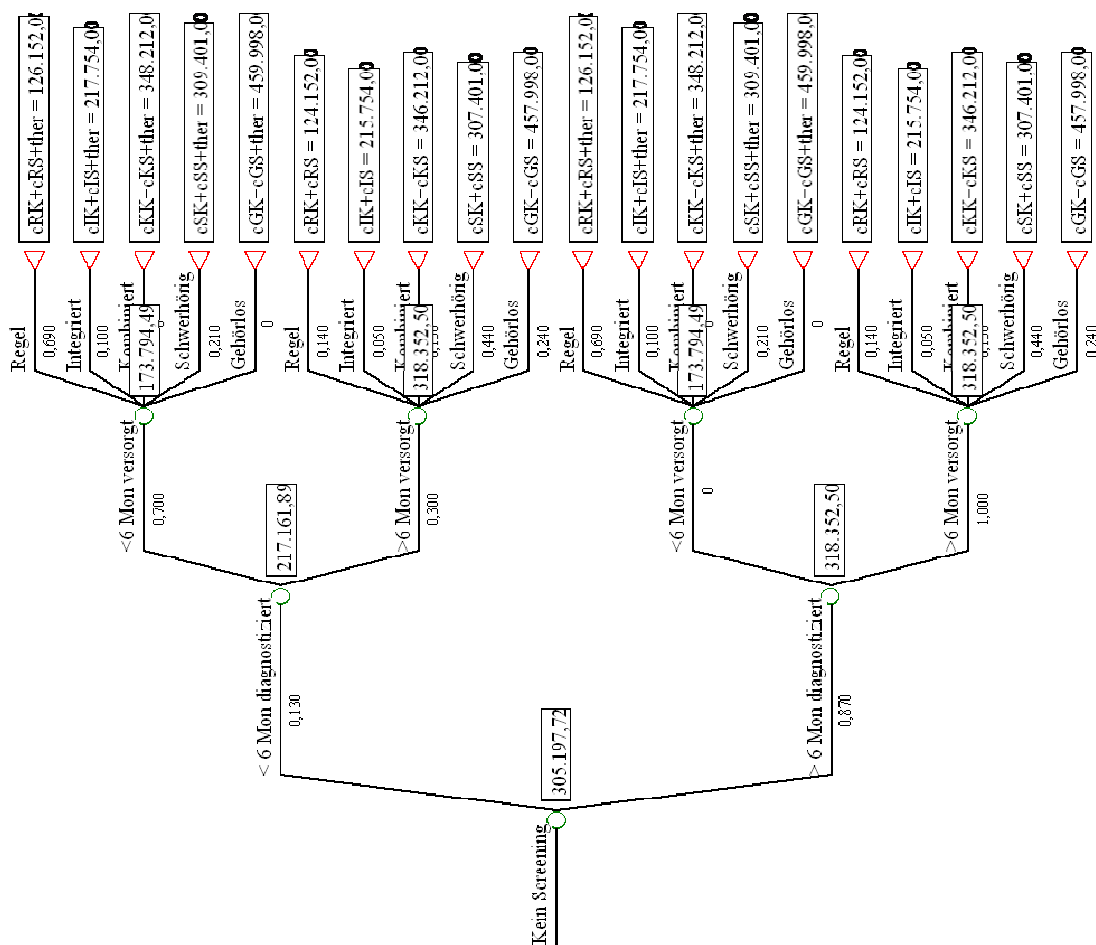 Kein Screening
305.197,72
< 6 Mon diagnostiziert
0,130
217.161,89
<6 Mon versorgt
0,700
173.794,49
Regel
0,690
cRK+cRS+ther = 126.152,0
Integriert
0,100
cIK+cIS+ther = 217.754,00
Kombiniert
0
cKK+cKS+ther = 348.212,0
Schwerhörig
0,210
cSK+cSS+ther = 309.401,00
Gehörlos
0
cGK+cGS+ther = 459.998,0
>6 Mon versorgt
0,300
318.352,50
Regel
0,140
cRK+cRS = 124.152,00
Integriert
0,050
cIK+cIS = 215.754,00
cKK+cKS = 346.212,00
Schwerhörig
0,440
cSK+cSS = 307.401,00
Gehörlos
0,240
cGK+cGS = 457.998,00
> 6 Mon diagnostiziert
0,870
318.352,50
<6 Mon versorgt
0
173.794,49
Regel
0,690
cRK+cRS+ther = 126.152,0
Integriert
0,100
cIK+cIS+ther = 217.754,00
Kombiniert
0
cKK+cKS+ther = 348.212,0
Schwerhörig
0,210
cSK+cSS+ther = 309.401,00
Gehörlos
0
cGK+cGS+ther = 459.998,0
>6 Mon versorgt
1,000
318.352,50
Regel
0,140
cRK+cRS = 124.152,00
Integriert
0,050
cIK+cIS = 215.754,00
cKK+cKS = 346.212,00
Schwerhörig
0,440
cSK+cSS = 307.401,00
Gehörlos
0,240
cGK+cGS = 457.998,00